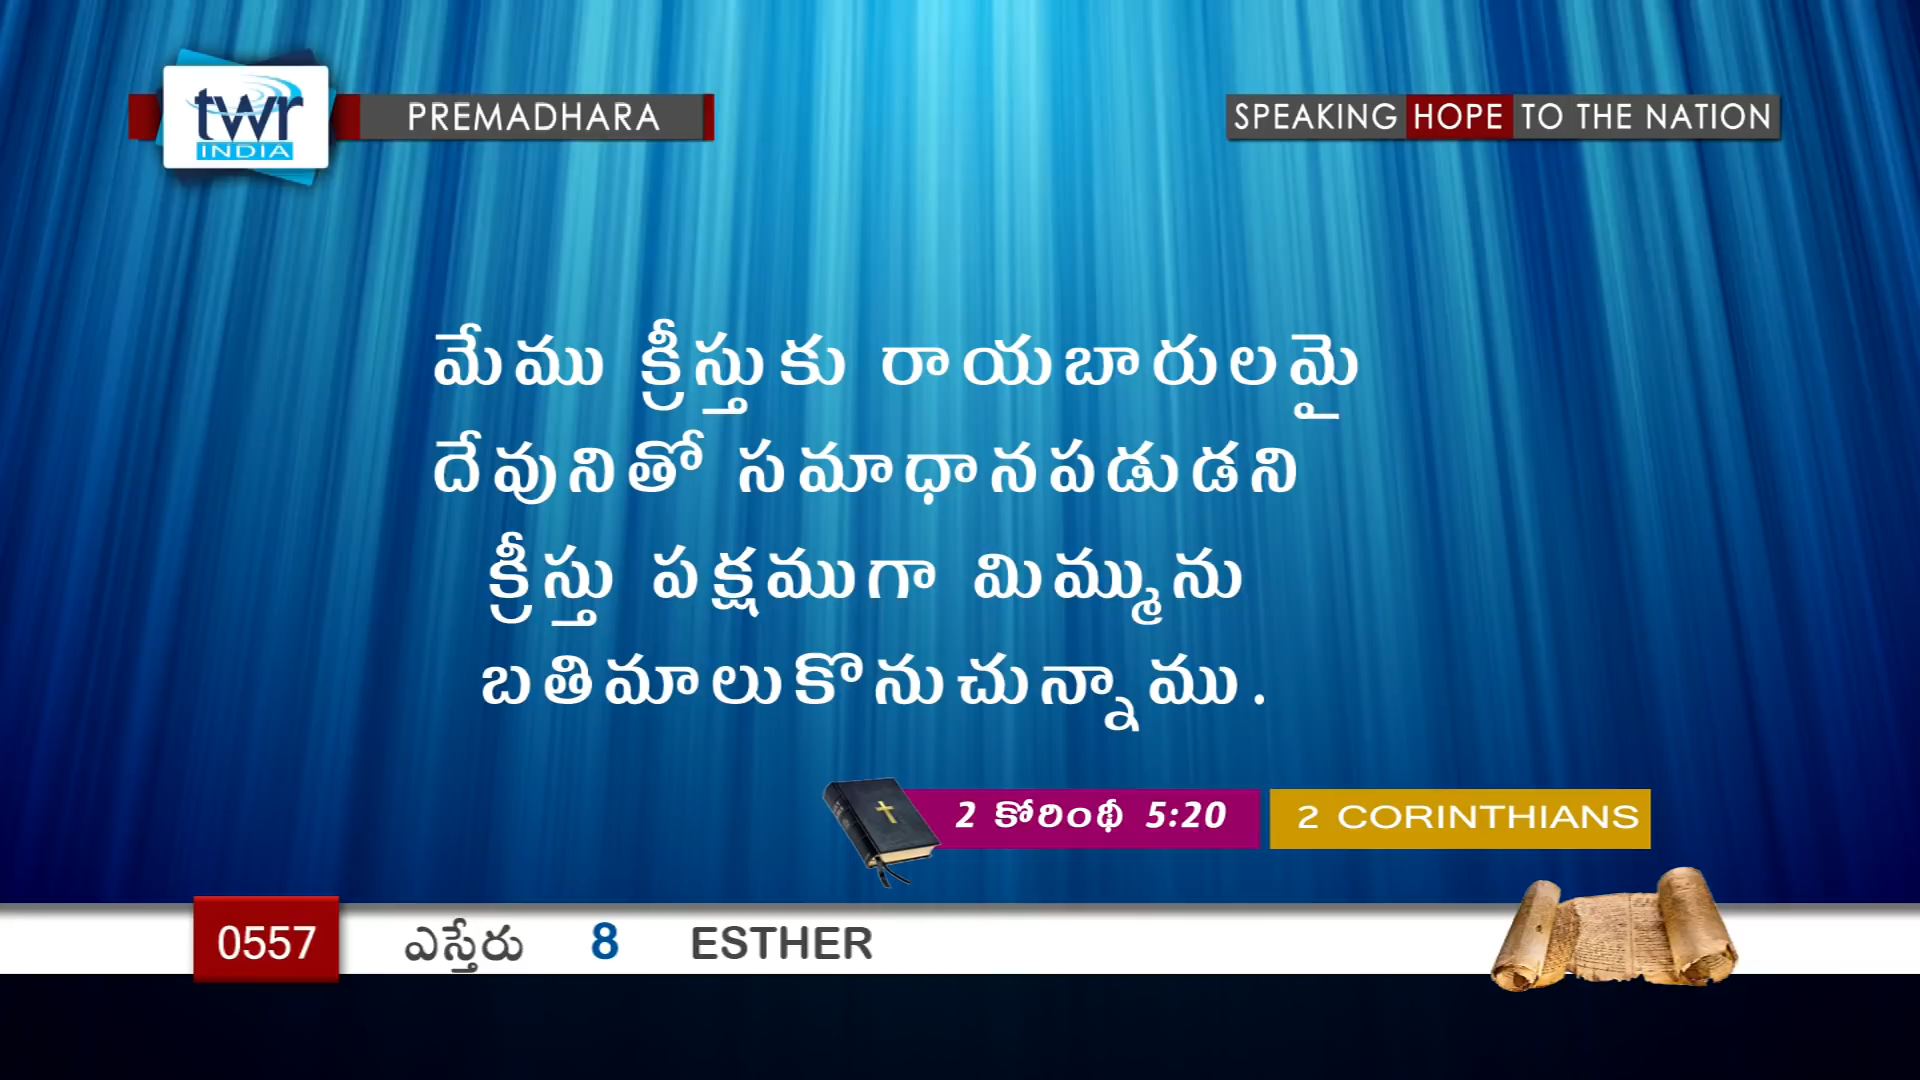 twr
INDIA
PREMADHARA
SPEAKING HOPE TO THE NATION
మేము క్రీస్తుకు రాయబారులమై
దేవునితో సమాధానపడుడని
క్రీస్తు పక్షముగా మిమ్మును
బతిమాలుకొనుచున్నాము.
2 కోరింథీ 5:20
2 CORINTHIANS
0557 ఎస్తేరు 8 ESTHER